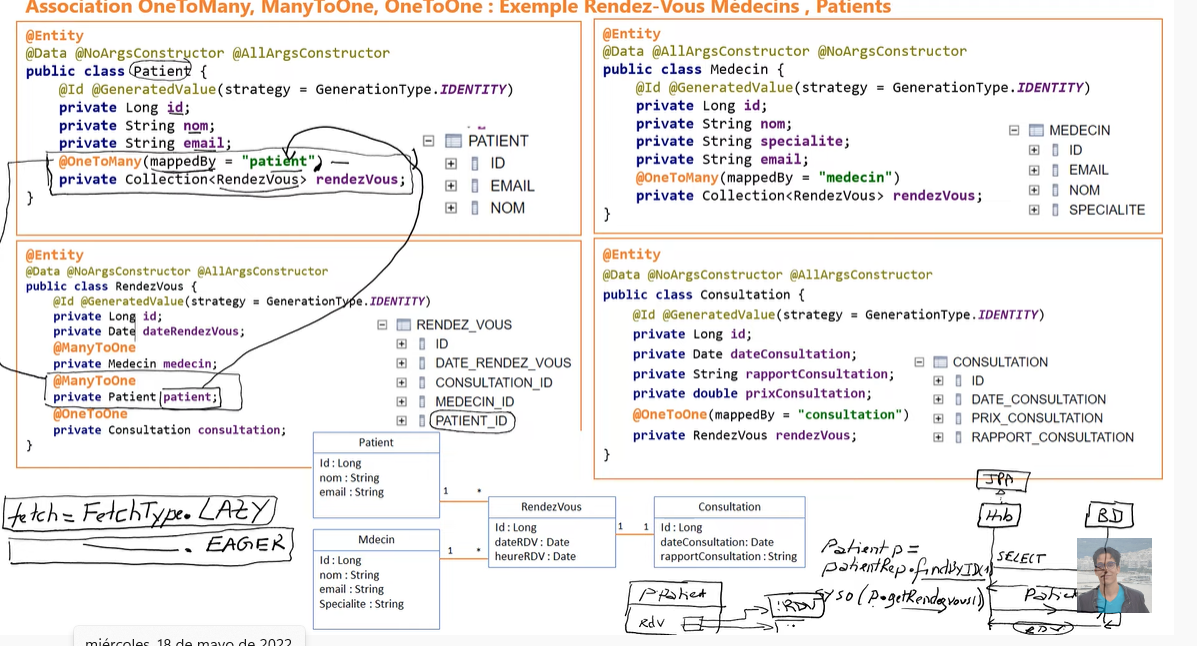 Association OneToMany, ManyToOne, OneToOne : Exemple Rendez-Vous Médecins , Patients
@Entity
@Data @NoArgsConstructor @AllArgsConstructor
public class Patient {
@Id @GeneratedValue(strategy = GenerationType.IDENTITY)
private Long id;
private String nom;
private String email;
@OneToMany(mappedBy = "patient")
private Collection<RendezVous> rendezVous;
}
PATIENT
ID
EMAIL
NOM
@Entity
@Data @AllArgsConstructor @NoArgsConstructor
public class Medecin {
@Id @GeneratedValue(strategy = GenerationType.IDENTITY)
private Long id;
private String nom;
private String specialite;
private String email;
@OneToMany(mappedBy = "medecin")
private Collection<RendezVous> rendezVous;
}
MEDECIN
ID
EMAIL
NOM
SPECIALITE
@Entity
@Data @NoArgsConstructor @AllArgsConstructor
public class RendezVous {
@Id @GeneratedValue(strategy = GenerationType.IDENTITY)
private Long id;
private Date dateRendezVous;
@ManyToOne
private Medecin medecin;
@ManyToOne
private Patient patient;
@OneToOne
private Consultation consultation;
}
RENDEZ_VOUS
ID
DATE_RENDEZ_VOUS
CONSULTATION_ID
MEDECIN_ID
PATIENT_ID
@Entity
@Data @NoArgsConstructor @AllArgsConstructor
public class Consultation {
@Id @GeneratedValue(strategy = GenerationType.IDENTITY)
private Long id;
private Date dateConsultation;
private String rapportConsultation;
private double prixConsultation;
@OneToOne(mappedBy = "consultation")
private RendezVous rendezVous;
}
CONSULTATION
ID
DATE_CONSULTATION
PRIX_CONSULTATION
RAPPORT_CONSULTATION
fetch = FetchType.LAZY
. EAGER
Patient
Id : Long
nom : String
email : String
1 *
Mdecin
Id : Long
nom : String
email : String
Specialite : String
1 *
RendezVous
Id : Long
dateRDV : Date
heureRDV : Date
1 1
Consultation
Id : Long
dateConsultation : Date
rapportConsultation : String
Patient p =
patientRep.findById(1)
syso(p.getRendezvous())
RDV
JPA
Hib
BD
SELECT
miércoles, 18 de mayo de 2022